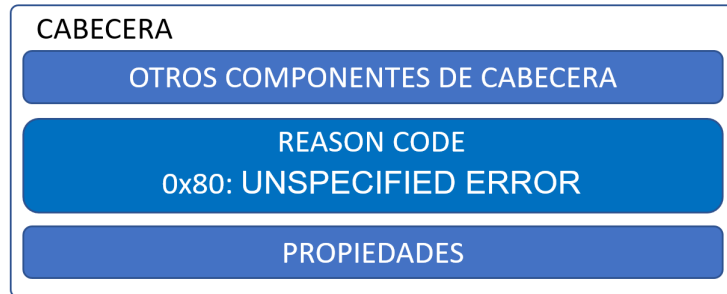 CABECERA
OTROS COMPONENTES DE CABECERA
REASON CODE
0x80: UNSPECIFIED ERROR
PROPIEDADES